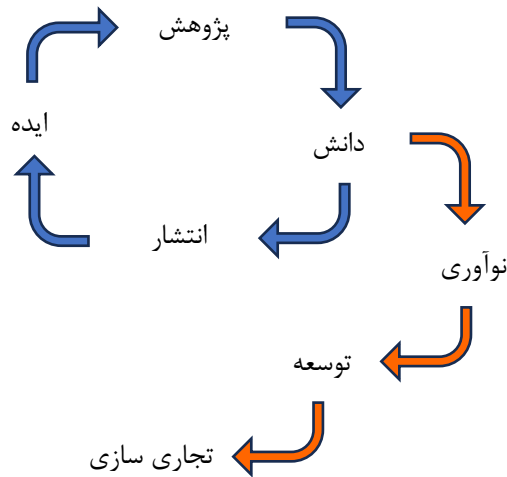 پژوهش
ایده
دانش
انتشار
نوآوری
توسعه
تجاری سازی